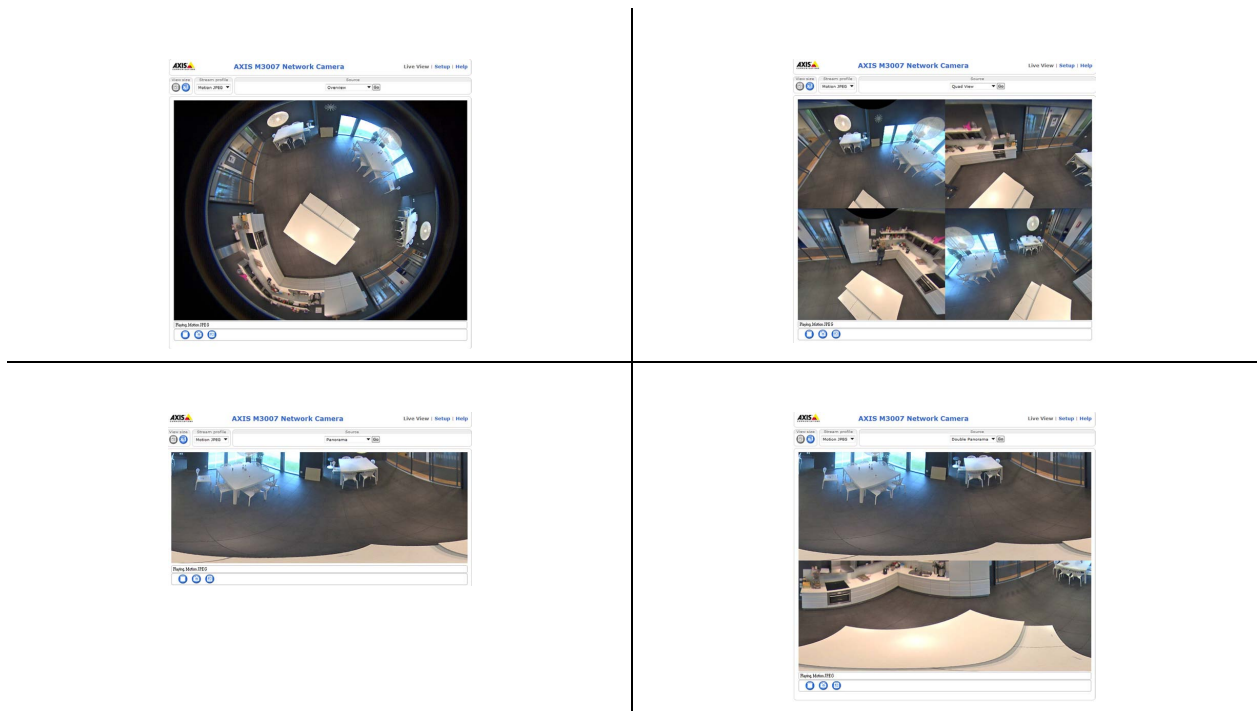 AXIS
AXIS M3007 Network Camera
Live View | Setup | Help
View size
Stream profile
Source
Motion JPEG
Overview
Go
Playing Motion JPEG
AXIS
AXIS M3007 Network Camera
Live View | Setup | Help
View size
Stream profile
Source
Motion JPEG
Quad View
Go
Playing Motion JPEG
AXIS
AXIS M3007 Network Camera
Live View | Setup | Help
View size
Stream profile
Source
Motion JPEG
Panorama
Go
Playing Motion JPEG
AXIS
AXIS M3007 Network Camera
Live View | Setup | Help
View size
Stream profile
Source
Motion JPEG
Double Panorama
Go
Playing Motion JPEG